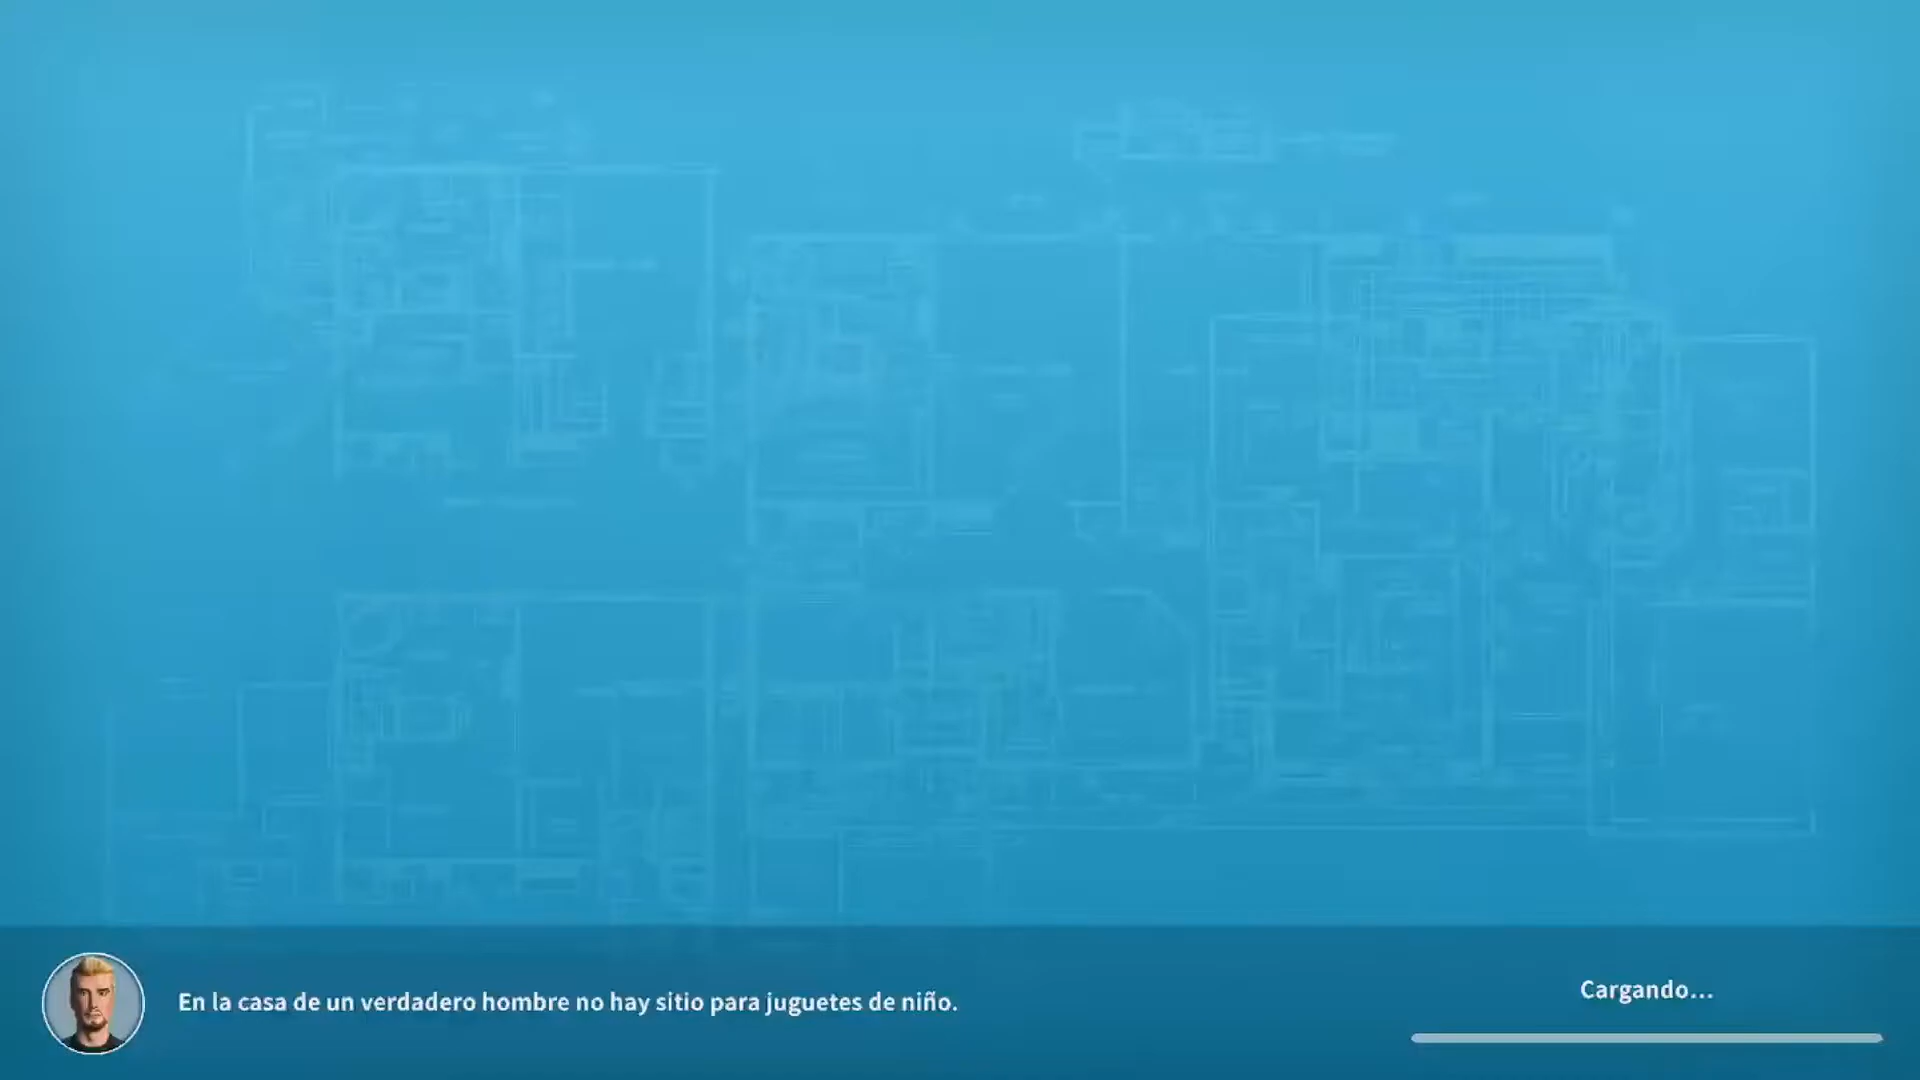 En la casa de un verdadero hombre no hay sitio para juguetes de niño.
Cargando...